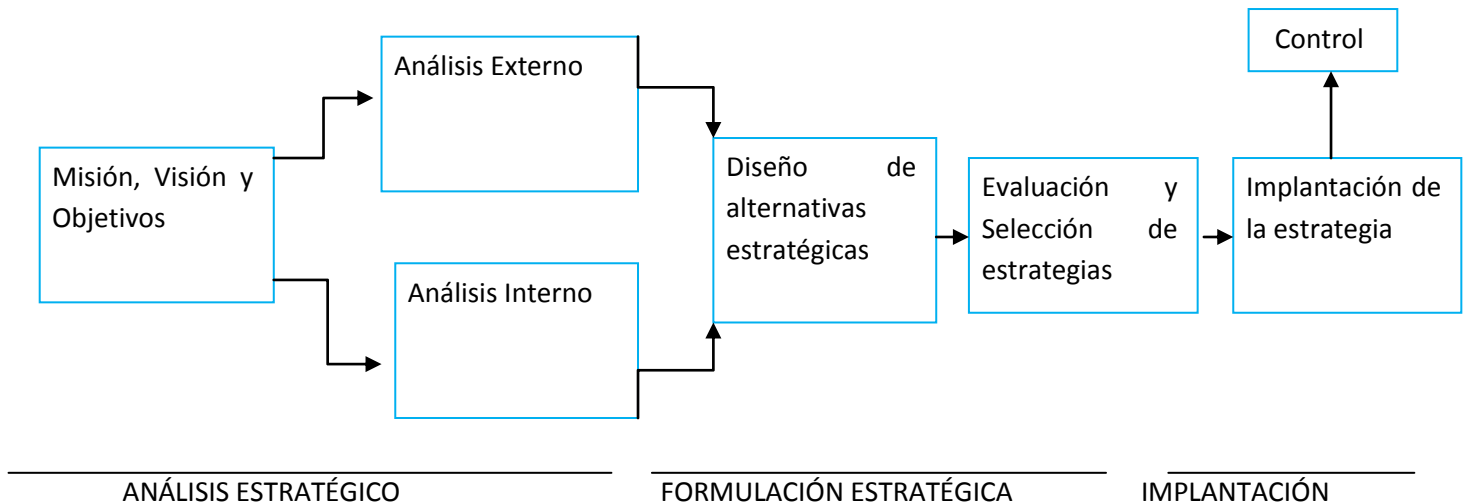 Misión, Visión y
Objetivos
Análisis Externo
Análisis Interno
Diseño de
alternativas
estratégicas
Evaluación y
Selección de
estrategias
Implantación de
la estrategia
Control
ANÁLISIS ESTRATÉGICO
FORMULACIÓN ESTRATÉGICA
IMPLANTACIÓN